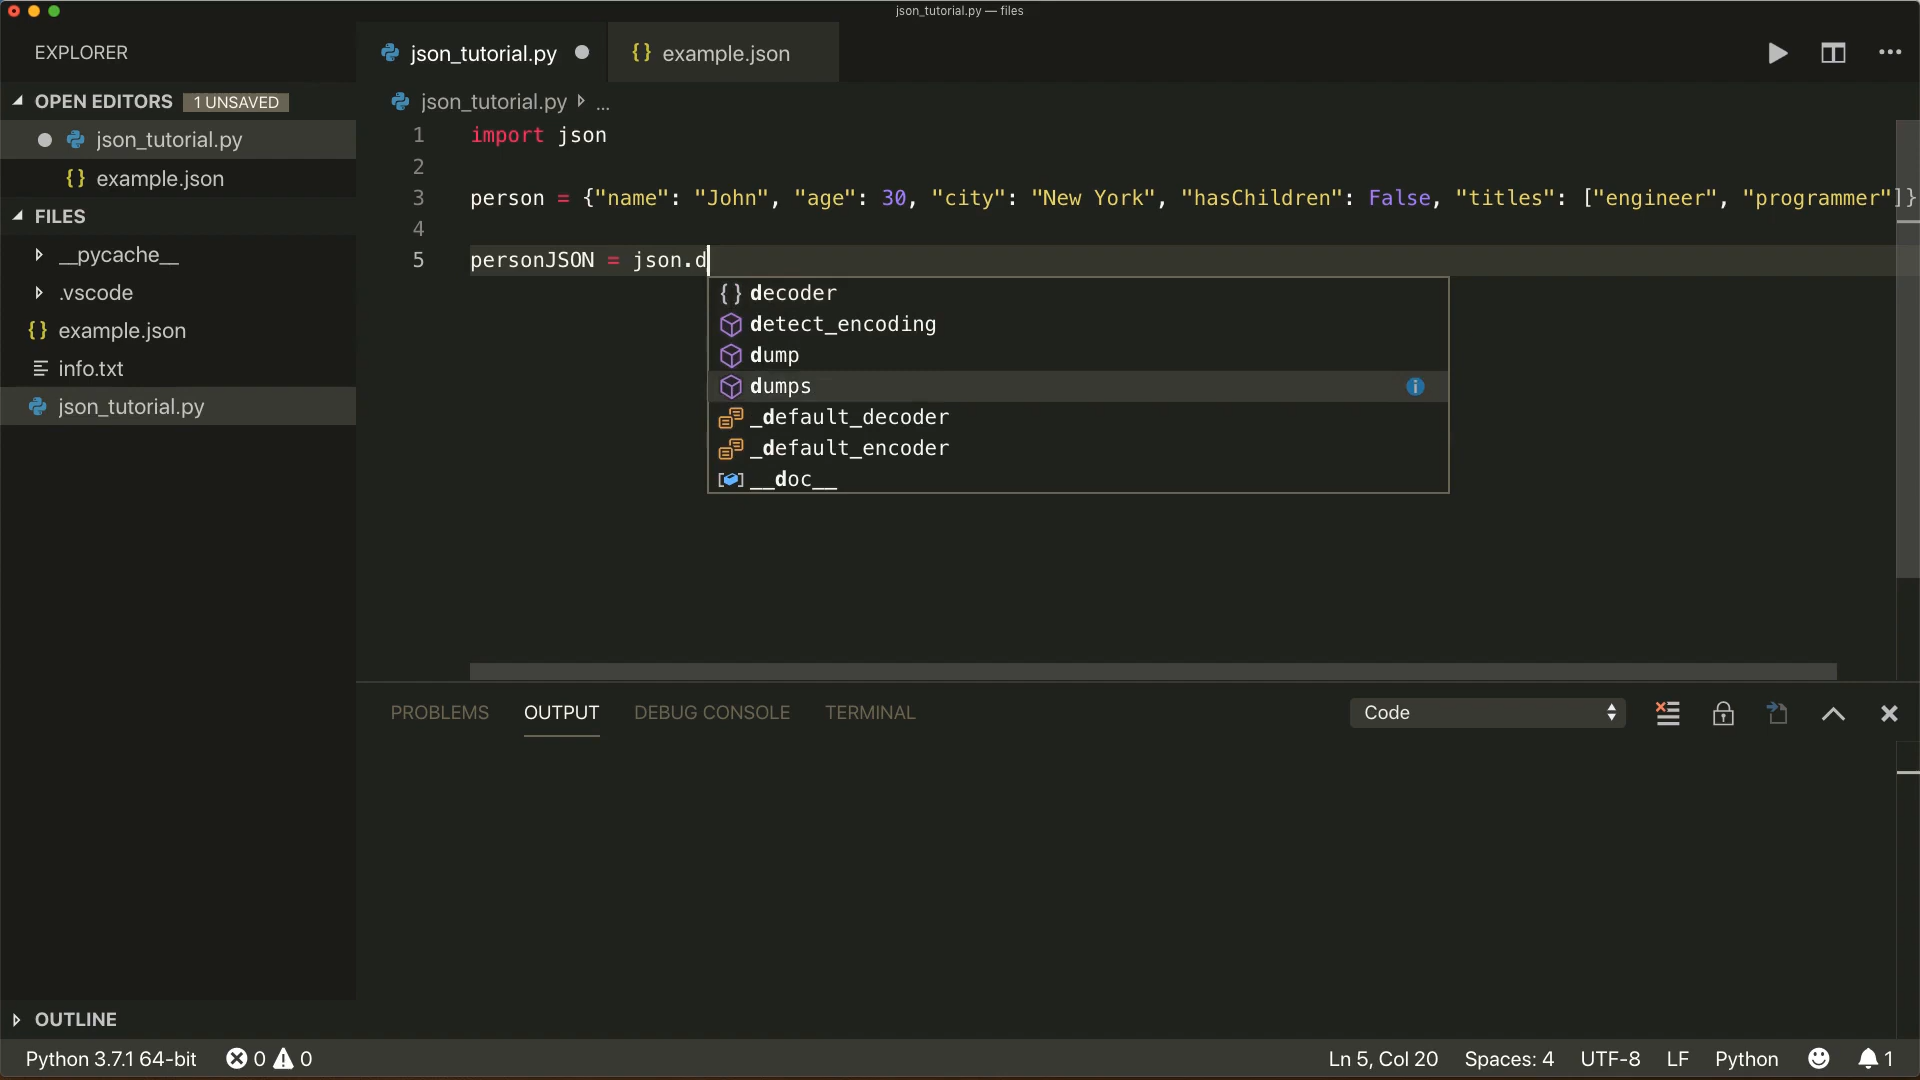 json_tutorial.py — files
EXPLORER
OPEN EDITORS 1 UNSAVED
json_tutorial.py
example.json
FILES
__pycache__
.vscode
example.json
info.txt
json_tutorial.py
OUTLINE
json_tutorial.py
example.json
json_tutorial.py ...
1 import json
2
3 person = {"name": "John", "age": 30, "city": "New York", "hasChildren": False, "titles": ["engineer", "programmer"]}
4
5 personJSON = json.d
decoder
detect_encoding
dump
dumps
_default_decoder
_default_encoder
__doc__
PROBLEMS OUTPUT DEBUG CONSOLE TERMINAL Code
Python 3.7.1 64-bit 0 0 Ln 5, Col 20 Spaces: 4 UTF-8 LF Python 1